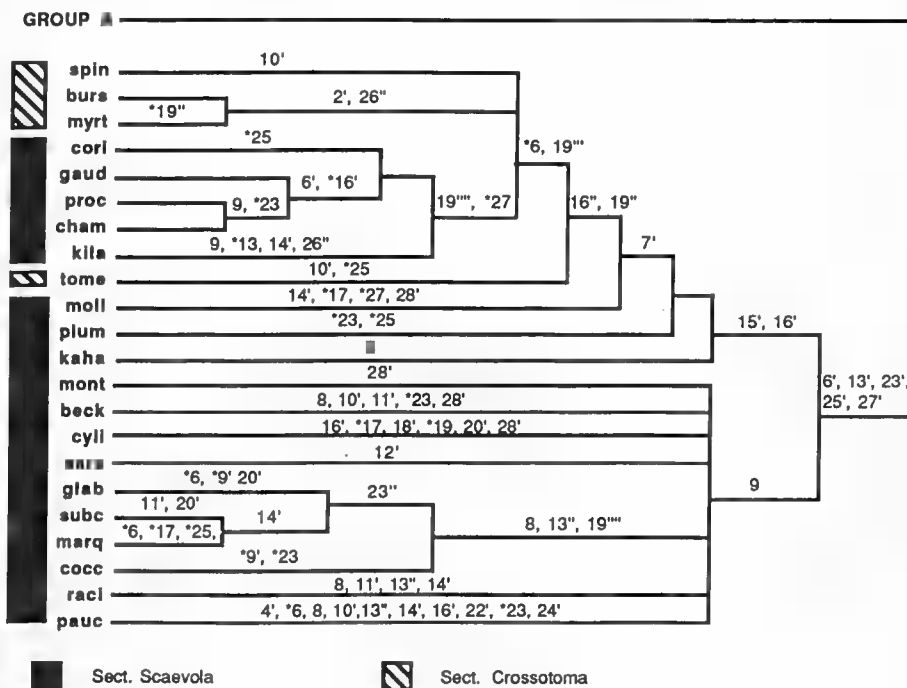 GROUP A
spin 10'
burs 2', 26"
myrt *19"
cori *25 *6, 19'"
gaud 6', *16'
proc 9, *23 19"", *27 16", 19"
cham
kita 9, *13, 14', 26" 7'
tome 10', *25
moll 14', *17, *27, 28'
plum *23, *25
kaha 15', 16'
mont 28' 6', 13', 23',
beck 8, 10', 11', *23, 28' 25', 27'
cyli 16', *17, 18', *19, 20', 28'
12'
glab *6, *9' 20' 23" 9
subc 11', 20' 14' 8, 13", 19""
marq *6, *17, *25,
cocc *9', *23
raci 8, 11', 13", 14'
pauc 4', *6, 8, 10',13", 14', 16', 22', *23, 24'
Sect. Scaevola Sect. Crossotoma